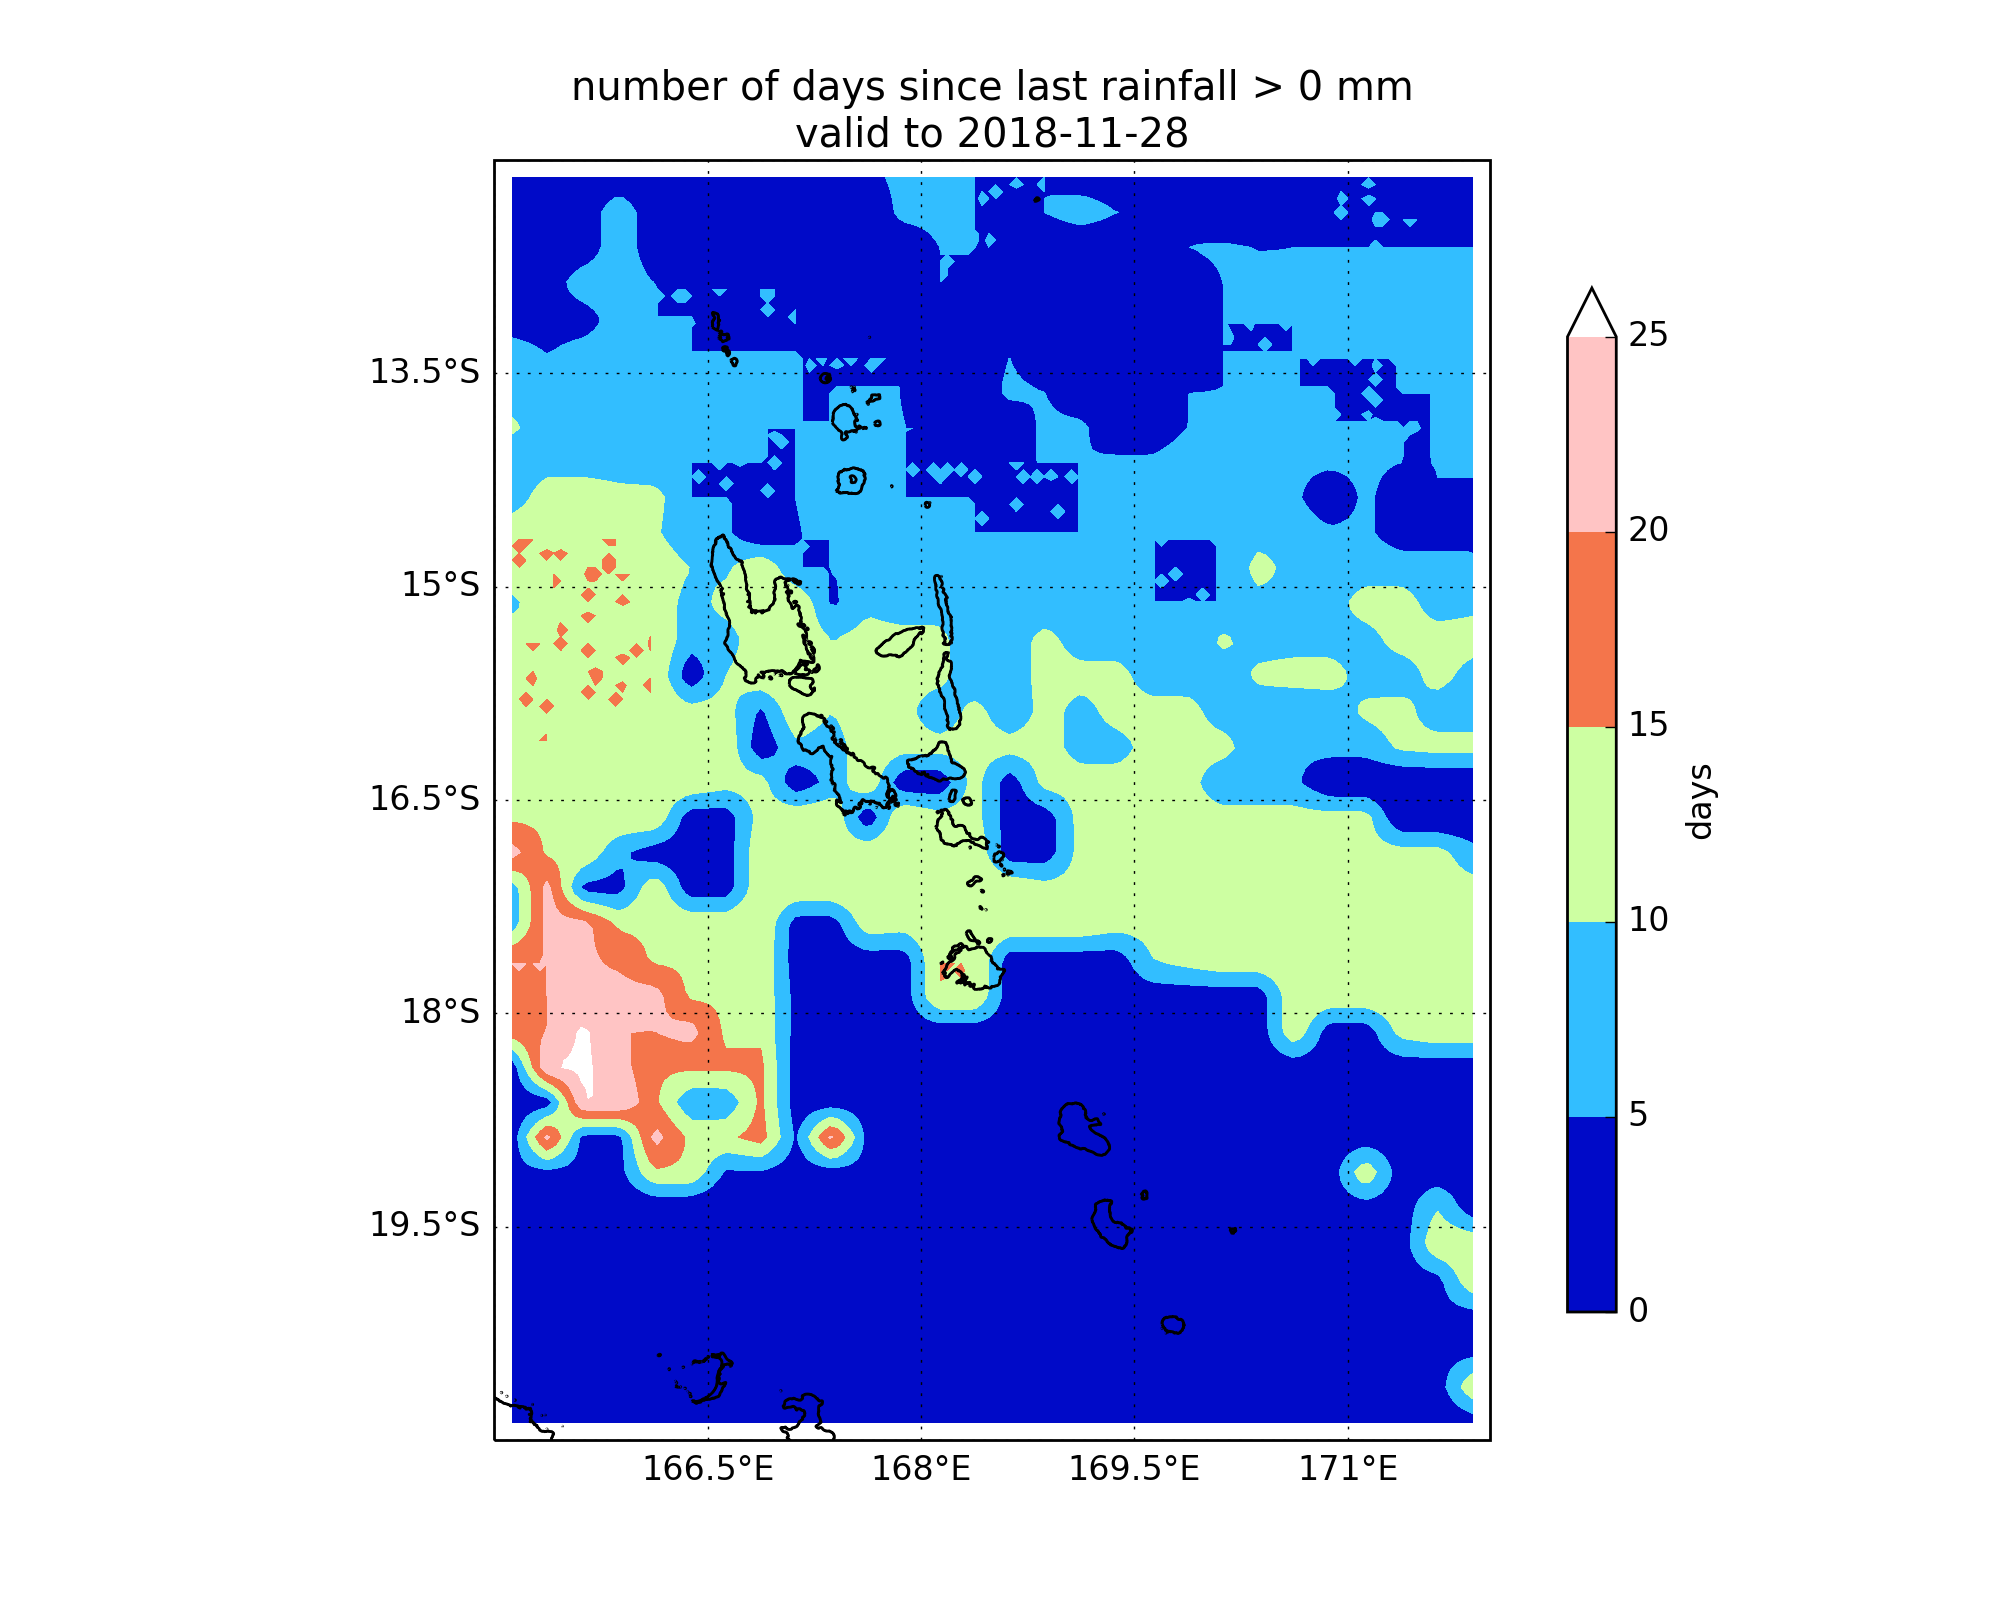 number of days since last rainfall > 0 mm
valid to 2018-11-28
13.5°S
15°S
16.5°S
18°S
19.5°S
166.5°E
168°E
169.5°E
171°E
25
20
15
10
5
0
days